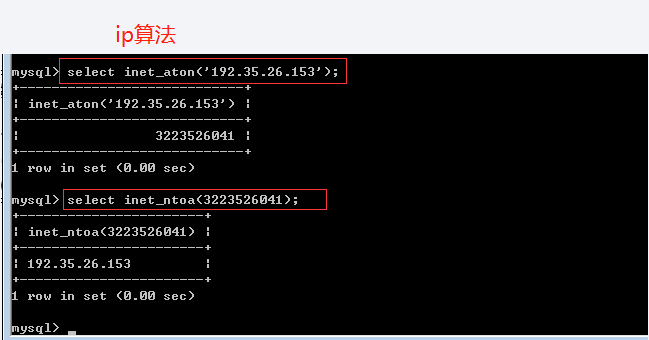 ip算法
mysql> select inet_aton('192.35.26.153');
+---------------------------+
| inet_aton('192.35.26.153') |
+---------------------------+
| 3223526041 |
+---------------------------+
1 row in set (0.00 sec)
mysql> select inet_ntoa(3223526041);
+-----------------------+
| inet_ntoa(3223526041) |
+-----------------------+
| 192.35.26.153 |
+-----------------------+
1 row in set (0.00 sec)
mysql> _